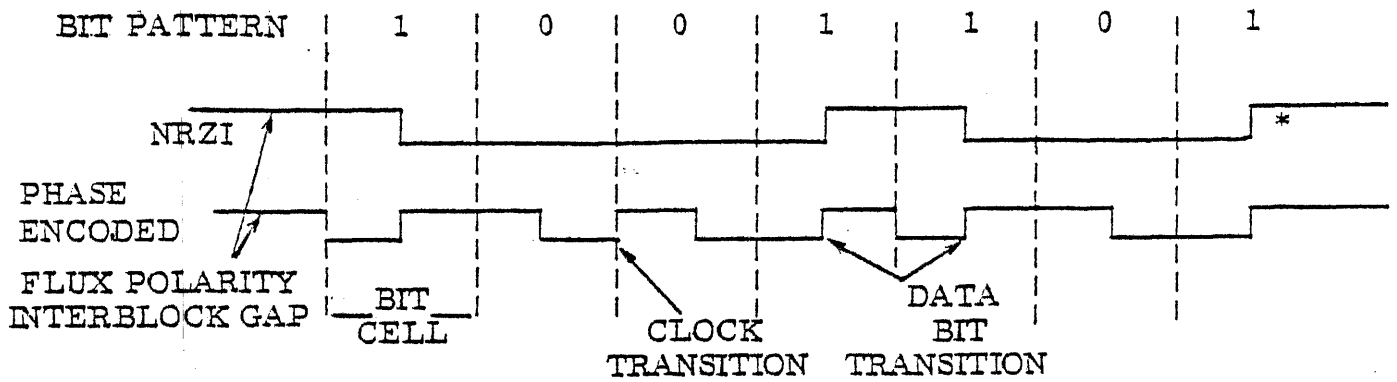 BIT PATTERN 1 0 0 1 1 0 1
NRZI
*
PHASE
ENCODED
FLUX POLARITY
INTERBLOCK GAP
BIT
CELL
CLOCK
TRANSITION
DATA
BIT
TRANSITION